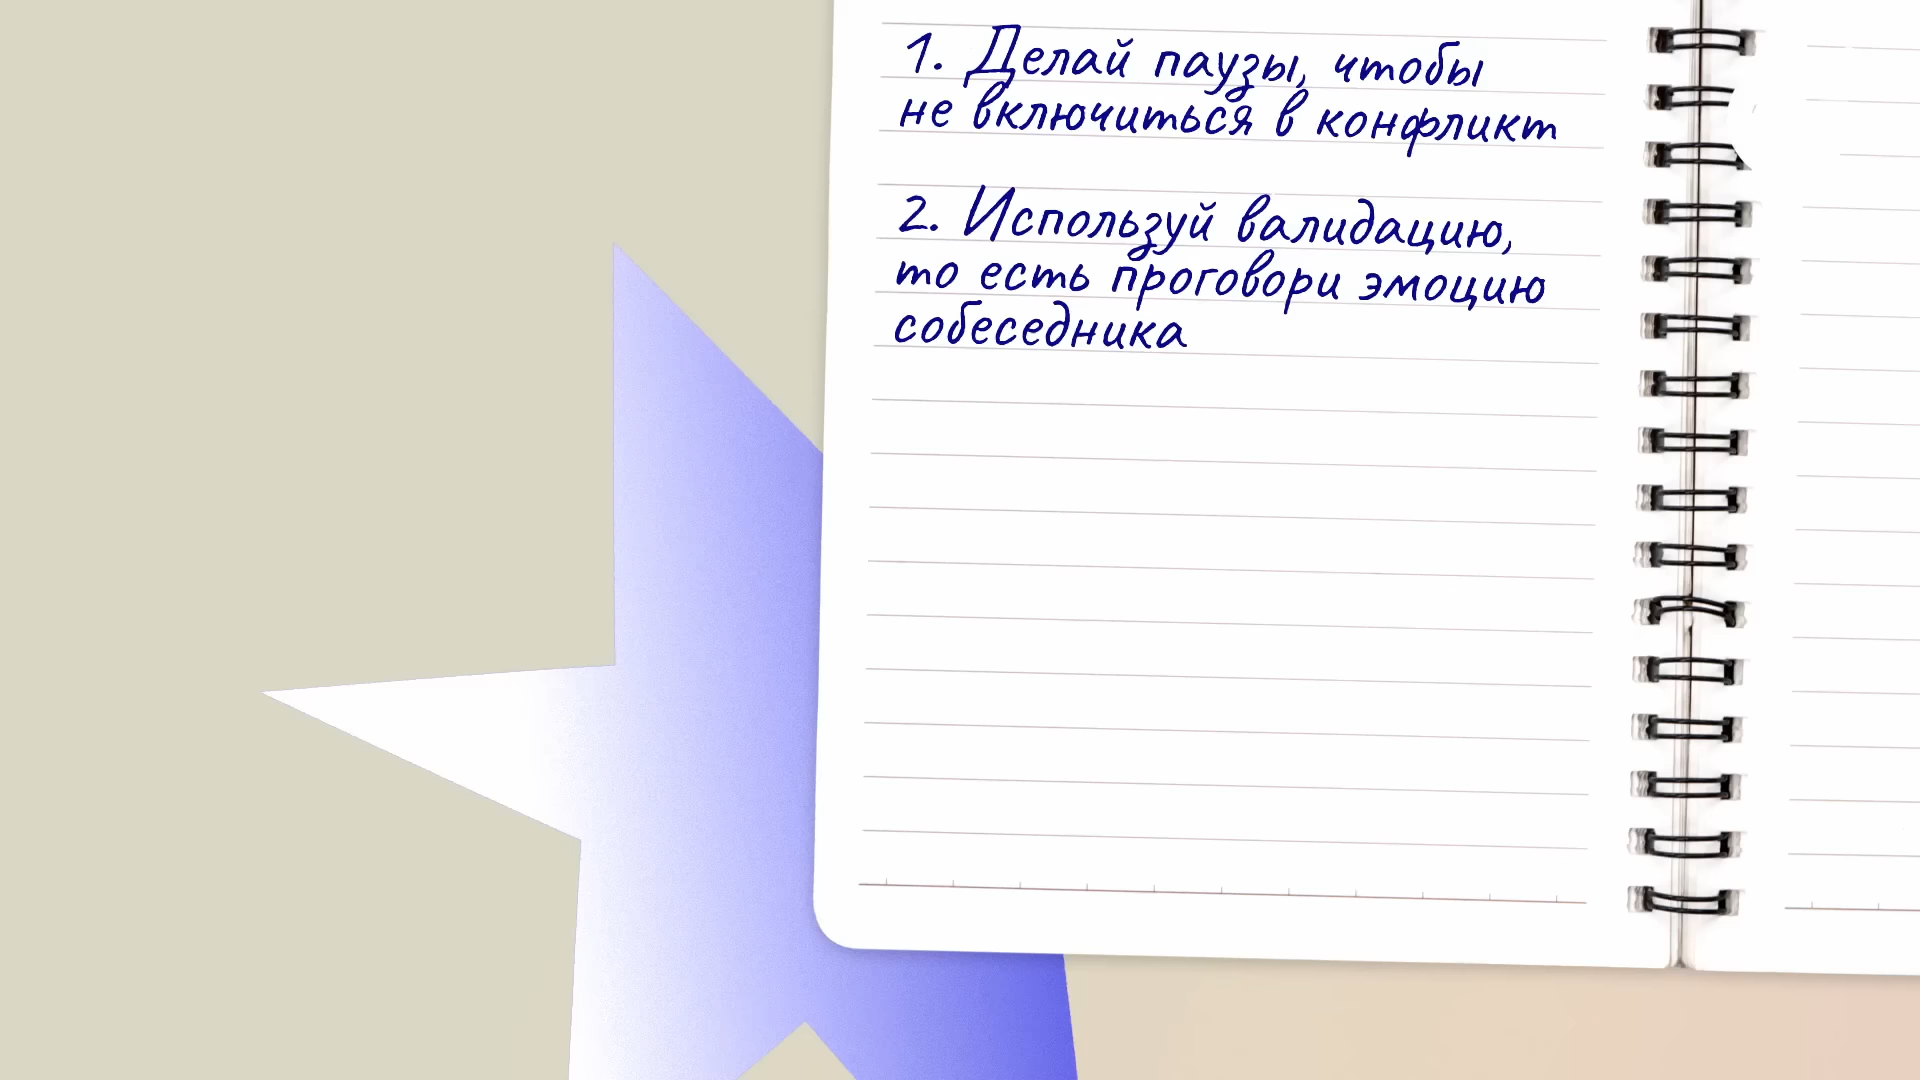 1. Делай паузы, чтобы
не включиться в конфликт
2. Используй валидацию,
то есть проговори эмоцию
собеседника